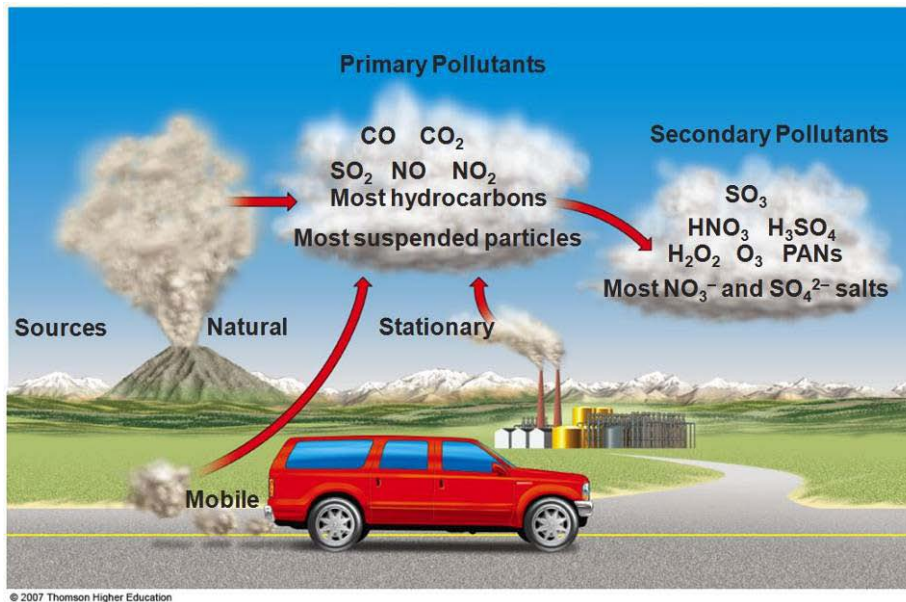 Primary Pollutants
CO CO₂
SO₂ NO NO₂
Most hydrocarbons
Most suspended particles
Secondary Pollutants
SO₃
HNO₃ H₃SO₄
H₂O₂ O₃ PANs
Most NO₃⁻ and SO₄²⁻ salts
Sources
Natural
Stationary
Mobile
© 2007 Thomson Higher Education